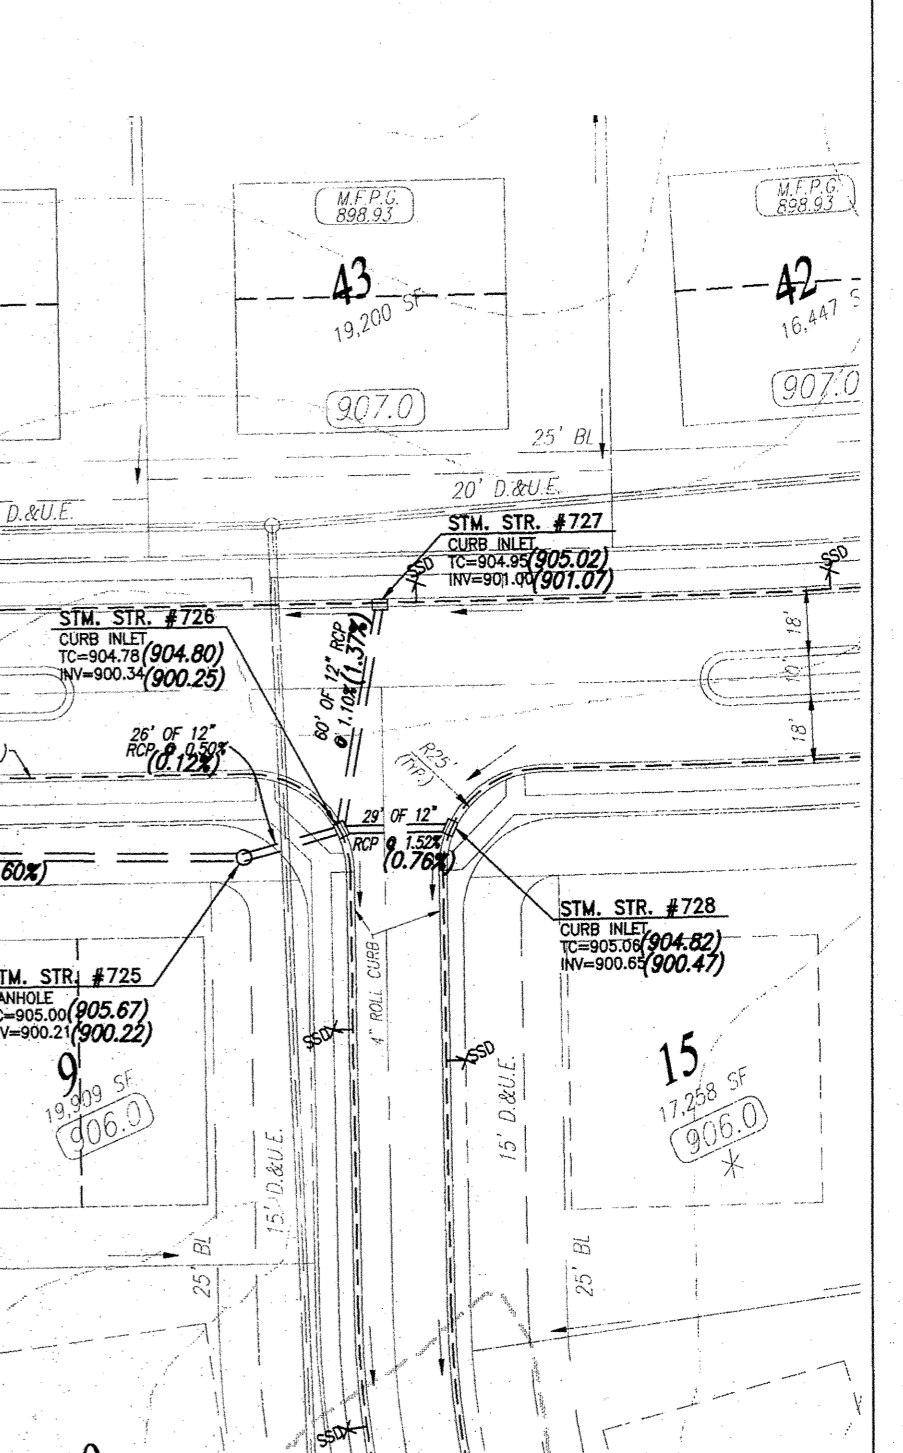 M.F.P.G.
898.93
43
19,200 SF
907.0
M.F.P.G.
898.93
42
16,447 S
907.0
25' BL
20' D.&U.E.
D.&U.E.
STM. STR. #727
CURB INLET
TC=904.95(905.02)
INV=901.00(901.07)
SSD
SSD
STM. STR. #726
CURB INLET
TC=904.78(904.80)
INV=900.34(900.25)
60' OF 12" RCP
@ 1.10%(1.37%)
18'
10'
18'
26' OF 12"
RCP @ 0.50%
(0.12%)
R25'
(TYP.)
29' OF 12"
RCP @ 1.52%
(0.76%)
60%)
STM. STR. #728
CURB INLET
TC=905.06(904.82)
INV=900.65(900.47)
TM. STR. #725
ANHOLE
C=905.00(905.67)
V=900.21(900.22)
4" ROLL CURB
SSD
SSD
9
19,909 SF
906.0
15
17,258 SF
906.0
*
15' D.&U.E.
15' D.&U.E.
25' BL
25' BL
SSD